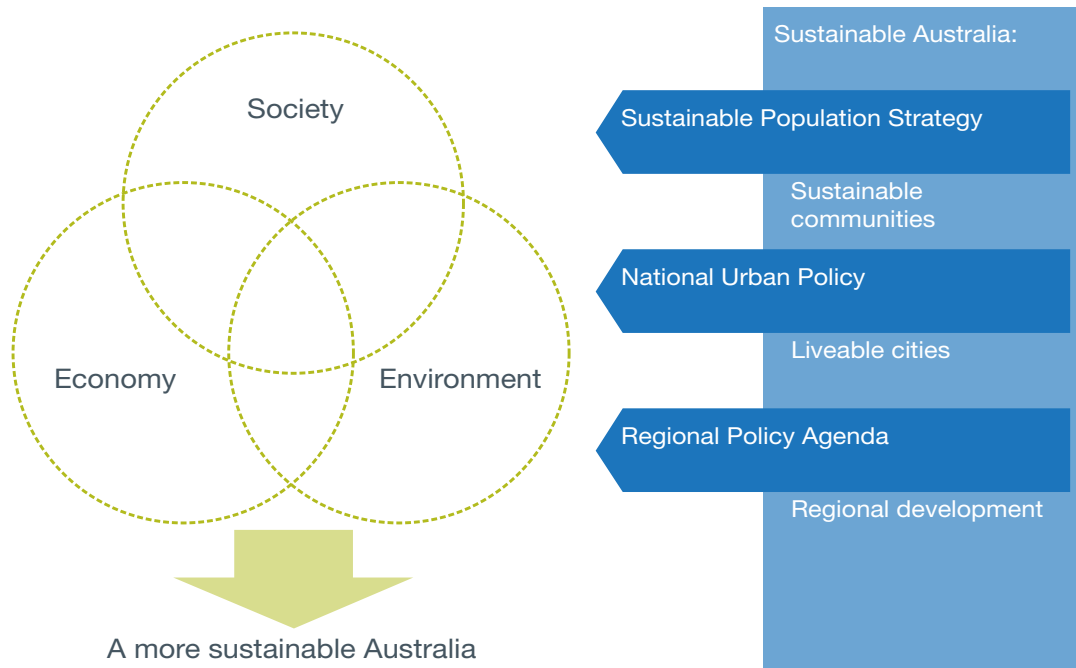 Society
Economy
Environment
A more sustainable Australia
Sustainable Australia:
Sustainable Population Strategy
Sustainable
communities
National Urban Policy
Liveable cities
Regional Policy Agenda
Regional development